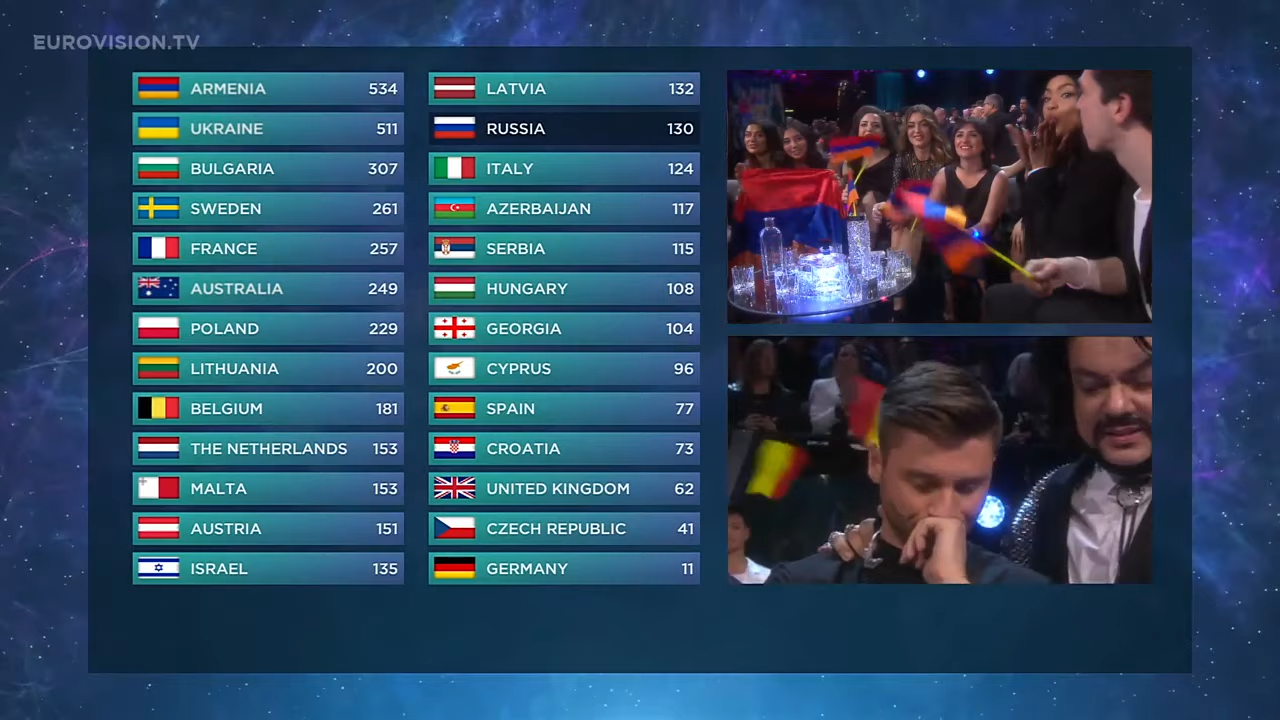 EUROVISION.TV
ARMENIA 534
UKRAINE 511
BULGARIA 307
SWEDEN 261
FRANCE 257
AUSTRALIA 249
POLAND 229
LITHUANIA 200
BELGIUM 181
THE NETHERLANDS 153
MALTA 153
AUSTRIA 151
ISRAEL 135
LATVIA 132
RUSSIA 130
ITALY 124
AZERBAIJAN 117
SERBIA 115
HUNGARY 108
GEORGIA 104
CYPRUS 96
SPAIN 77
CROATIA 73
UNITED KINGDOM 62
CZECH REPUBLIC 41
GERMANY 11